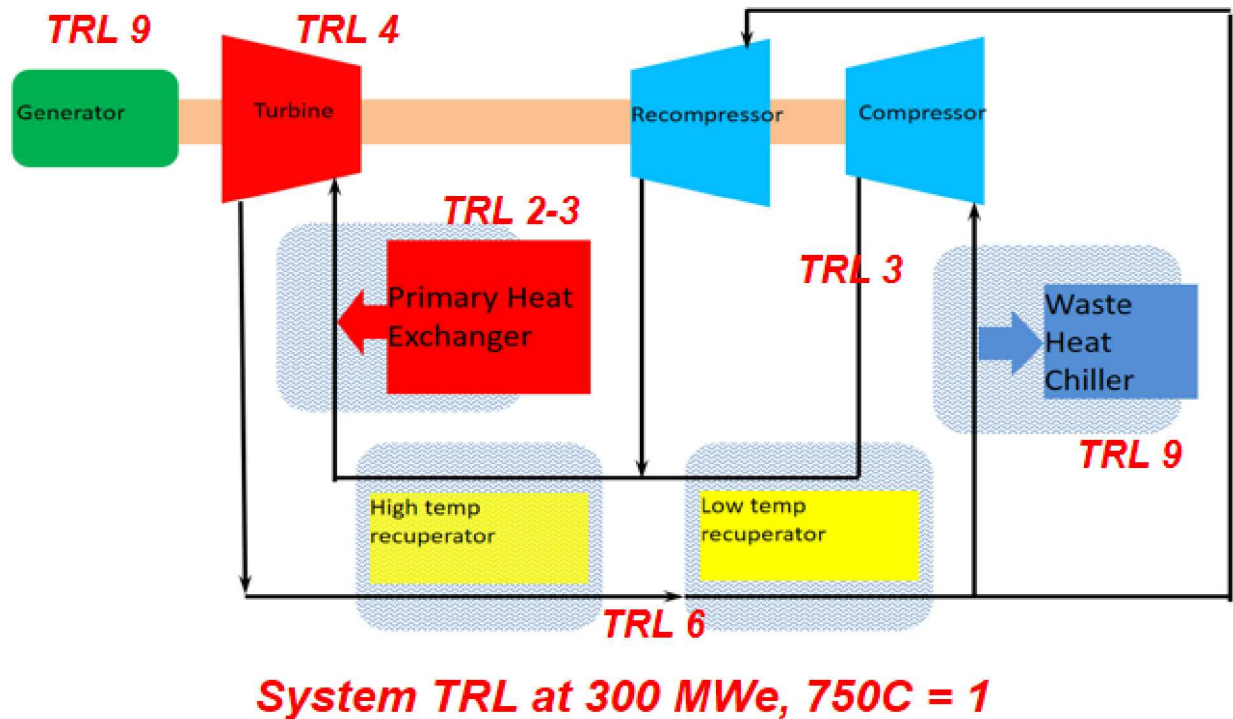 TRL 9
TRL 4
Generator
Turbine
Recompressor
Compressor
TRL 2-3
Primary Heat
Exchanger
TRL 3
Waste
Heat
Chiller
TRL 9
High temp
recuperator
Low temp
recuperator
TRL 6
System TRL at 300 MWe, 750C = 1